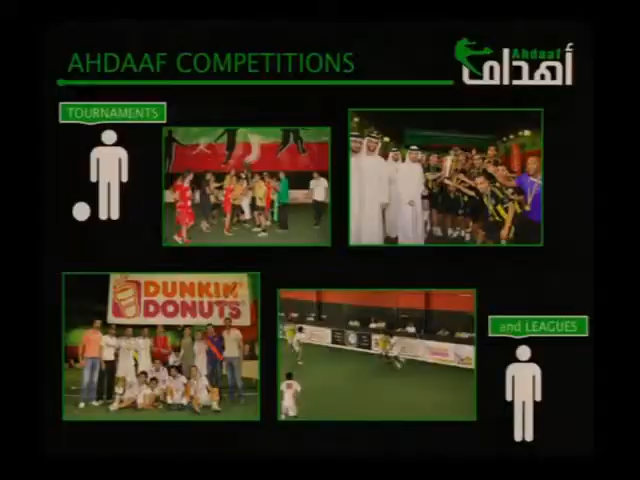 AHDAAF COMPETITIONS
Ahdaaf
أهداف
TOURNAMENTS
DUNKIN'
DONUTS
and LEAGUES